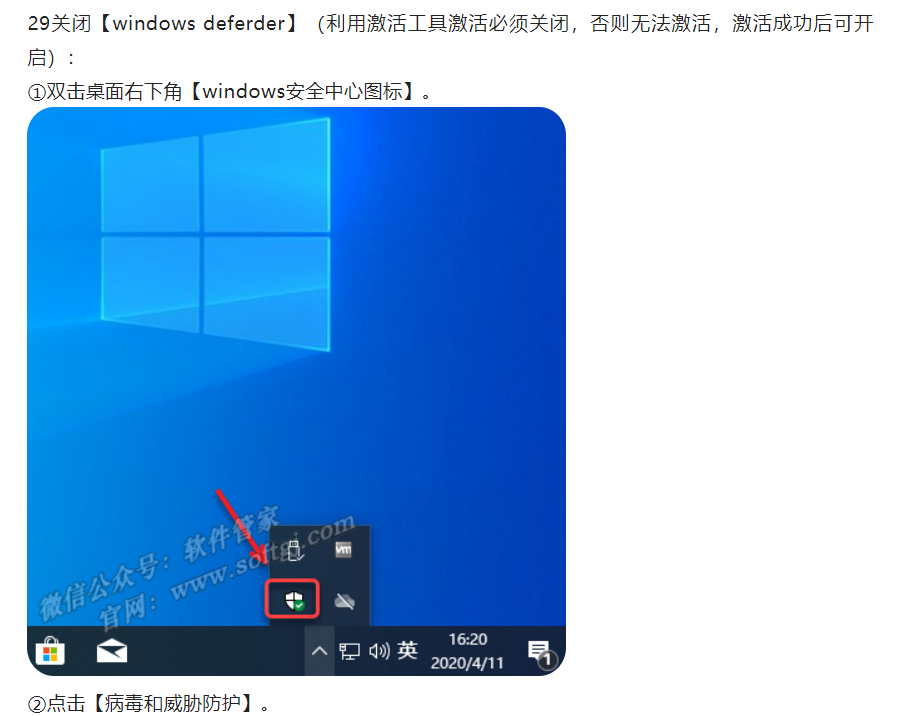 29关闭【windows deferder】（利用激活工具激活必须关闭，否则无法激活，激活成功后可开
启）：
①双击桌面右下角【windows安全中心图标】。
微信公众号：软件管家
官网：www.softgj.com
vm
英
16:20
2020/4/11
1
②点击【病毒和威胁防护】。